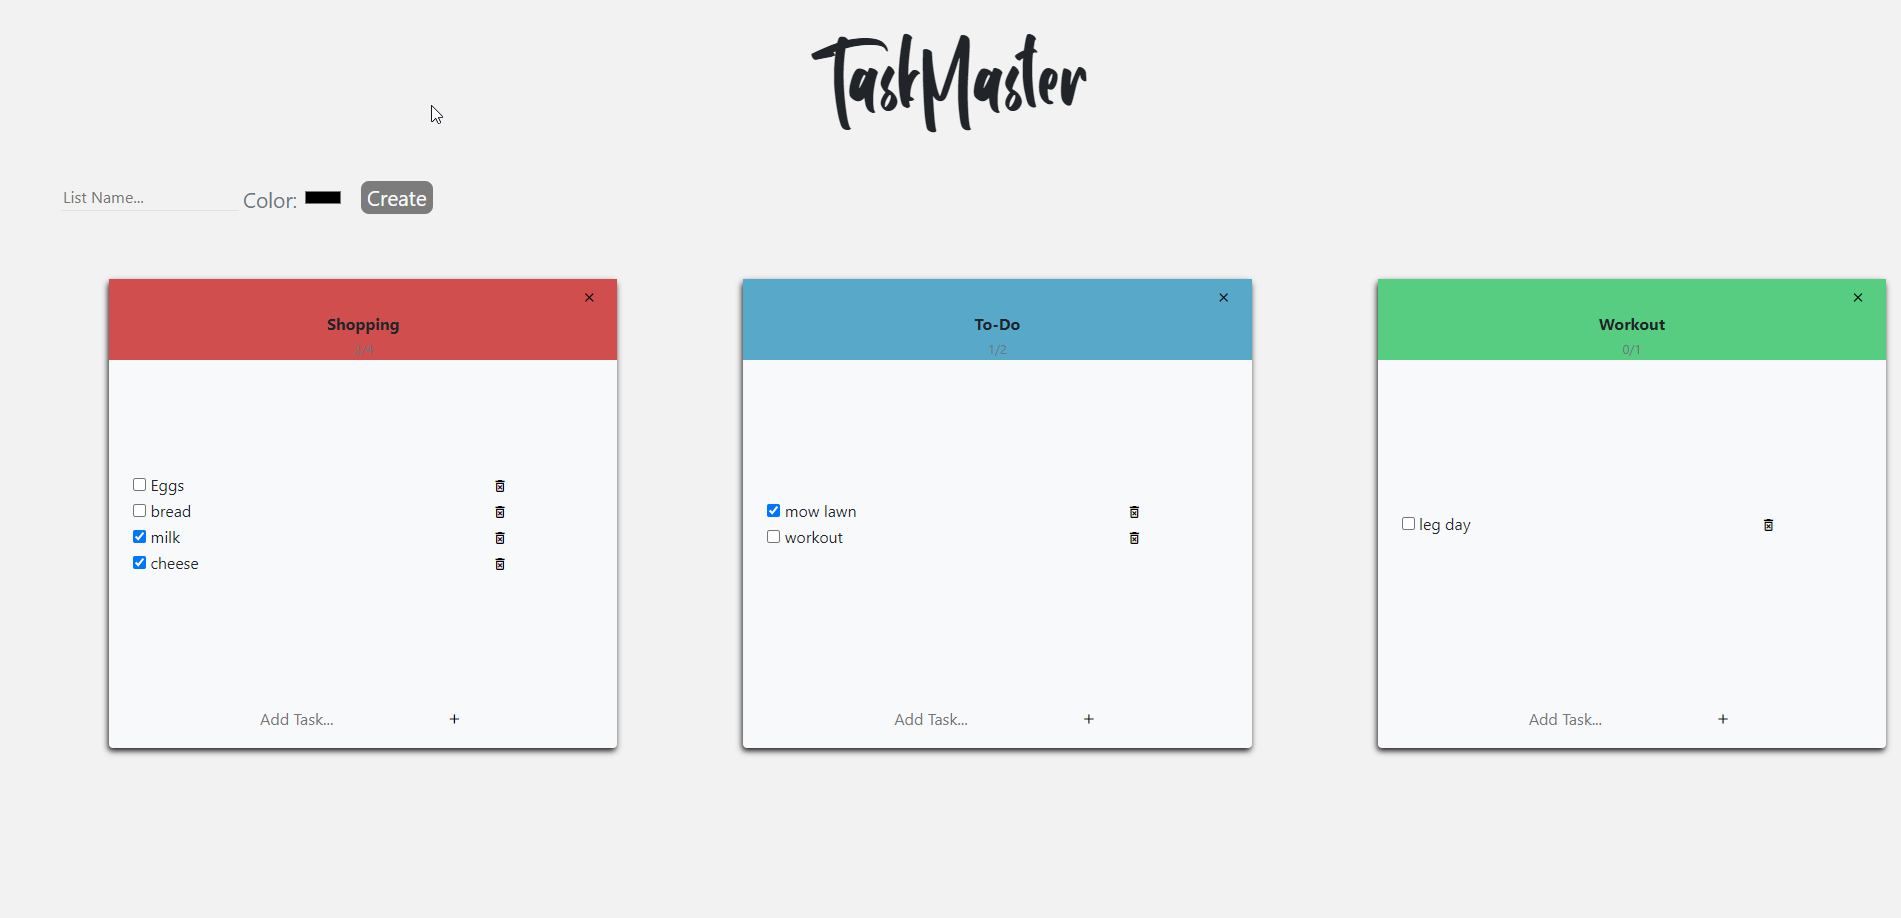 TaskMaster
List Name...
Color:
Create
Shopping
To-Do
1/2
Workout
0/1
Eggs
bread
milk
cheese
mow lawn
workout
leg day
Add Task...
Add Task...
Add Task...